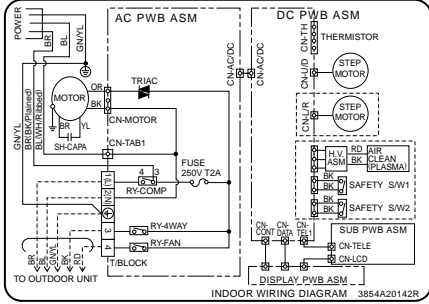 POWER
BR
BL
GN/YL
AC PWB ASM
DC PWB ASM
CN-TH
THERMISTOR
CN-AC/DC
CN-AC/DC
CN-U/D
STEP
MOTOR
CN-L/R
STEP
MOTOR
TRIAC
OR
BK
MOTOR
CN-MOTOR
BR
YL
SH-CAPA
GN/YL
BR(BK/Plained)
BL(WH/Ribbed)
CN-TAB1
FUSE
250V T2A
4
3
RY-COMP
1(L)
2(N)
3
4
RY-4WAY
RY-FAN
T/BLOCK
H.V.
ASM
RD
BK
AIR
CLEAN
(PLASMA)
BK
BK
SAFETY S/W1
BK
BK
SAFETY S/W2
CN-
CONT
CN-
DATA
CN-
TEL1
SUB PWB ASM
CN-TELE
CN-LCD
DISPLAY PWB ASM
BR
BL
GN/YL
BK
RD
TO OUTDOOR UNIT
INDOOR WIRING DIAGRAM
3854A20142R